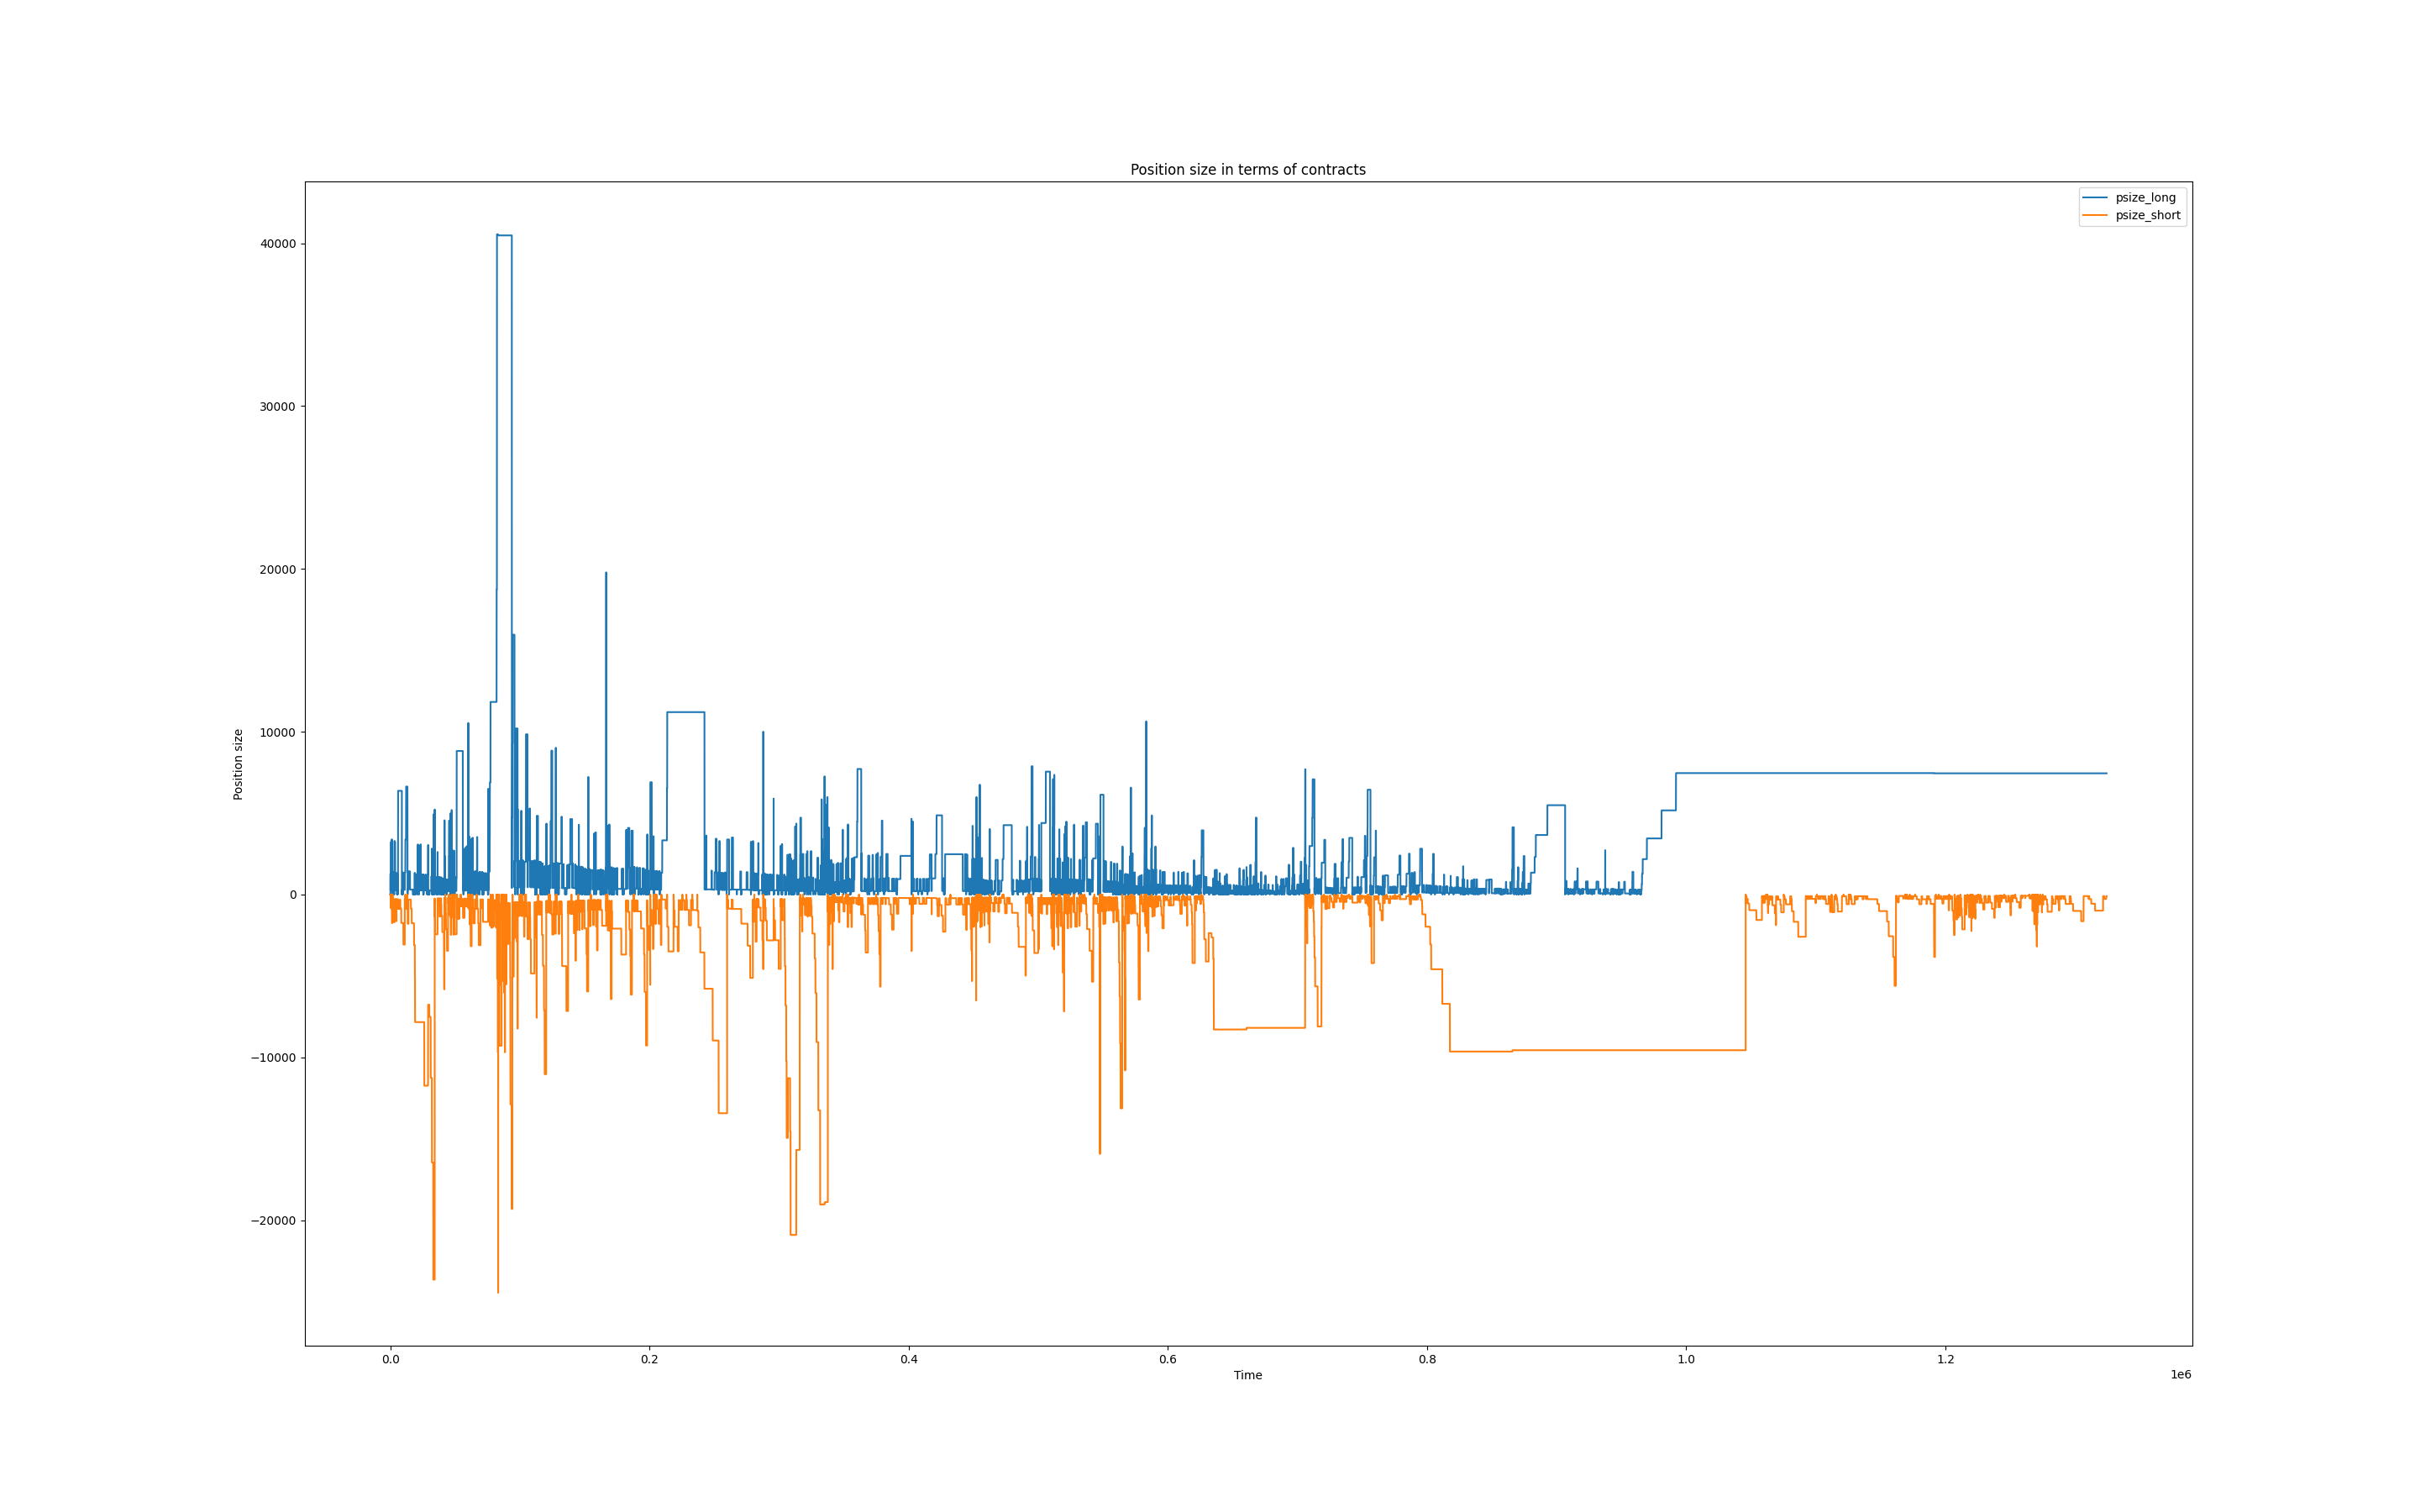 Position size in terms of contracts
psize_long
psize_short
40000
30000
20000
10000
0
−10000
−20000
Position size
0.0
0.2
0.4
0.6
0.8
1.0
1.2
1e6
Time